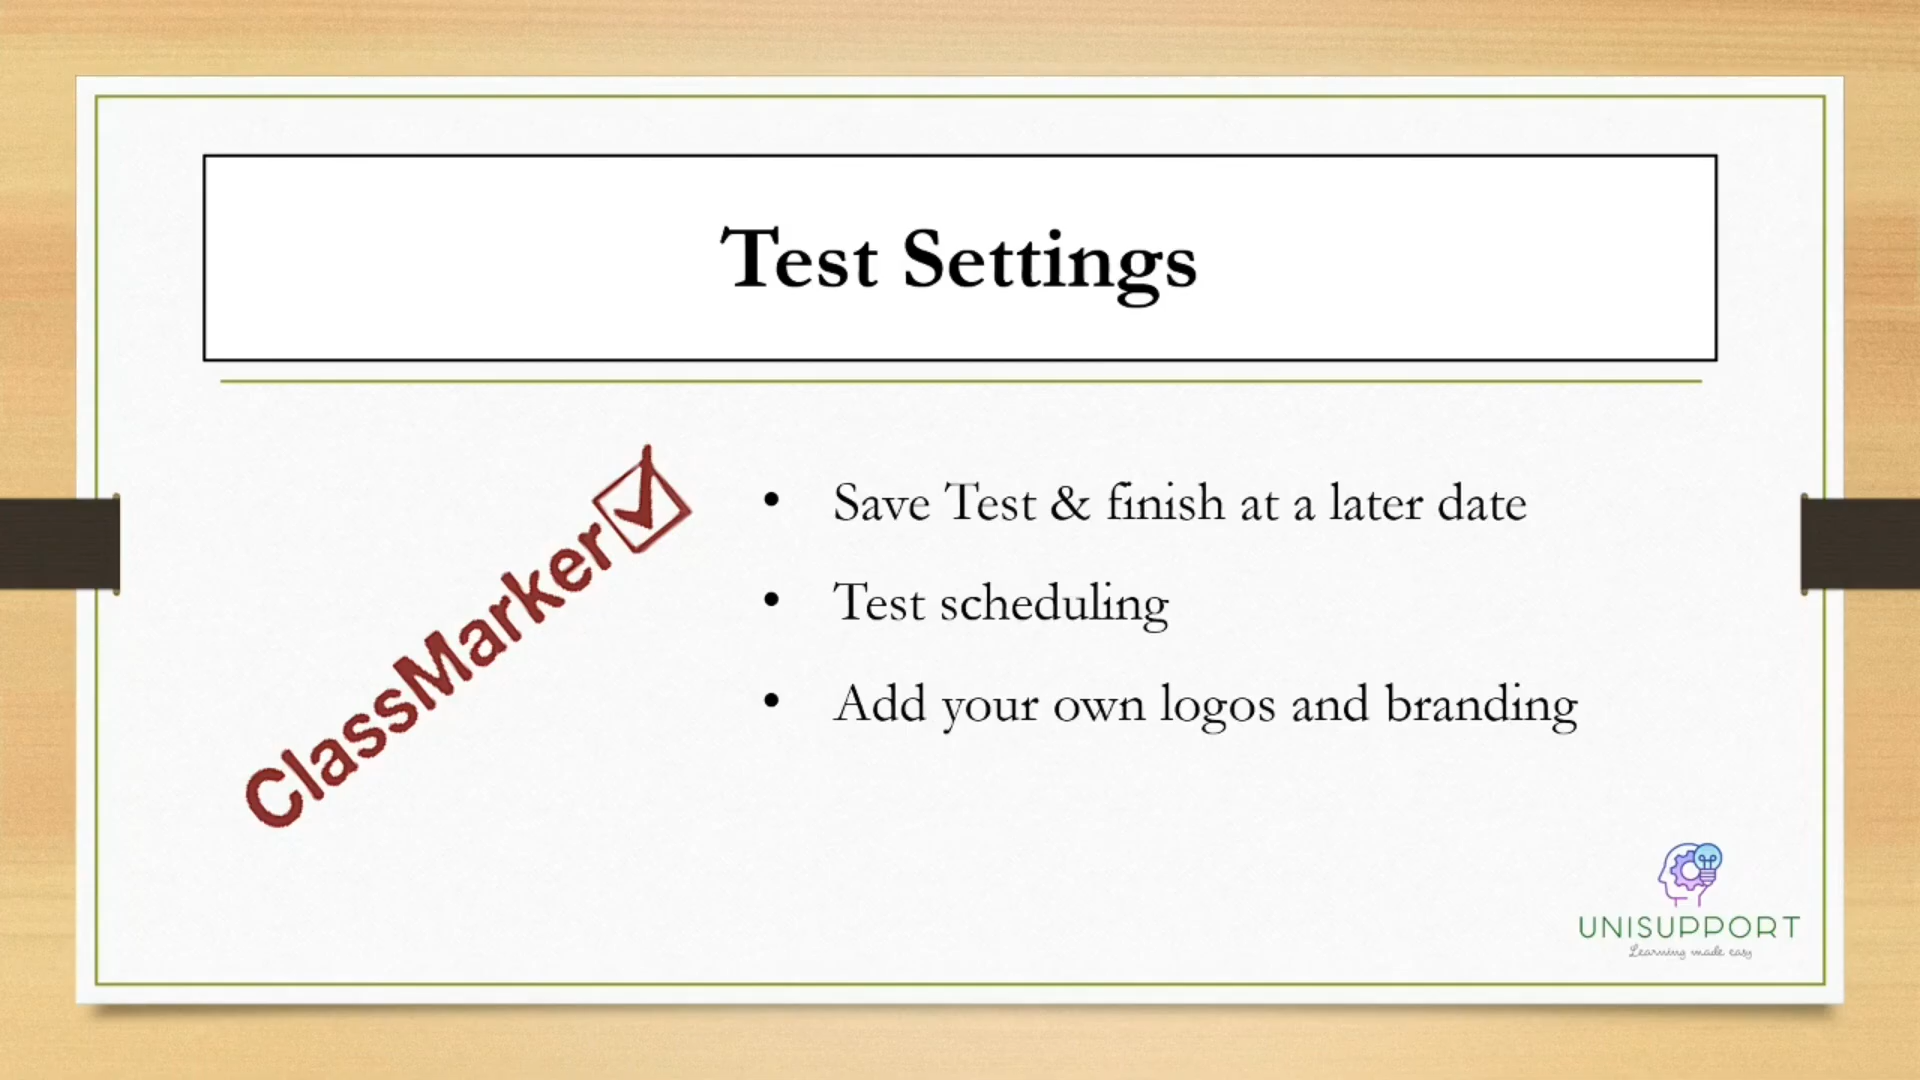 Test Settings
ClassMarker
• Save Test & finish at a later date
• Test scheduling
• Add your own logos and branding
UNISUPPORT
Learning made easy